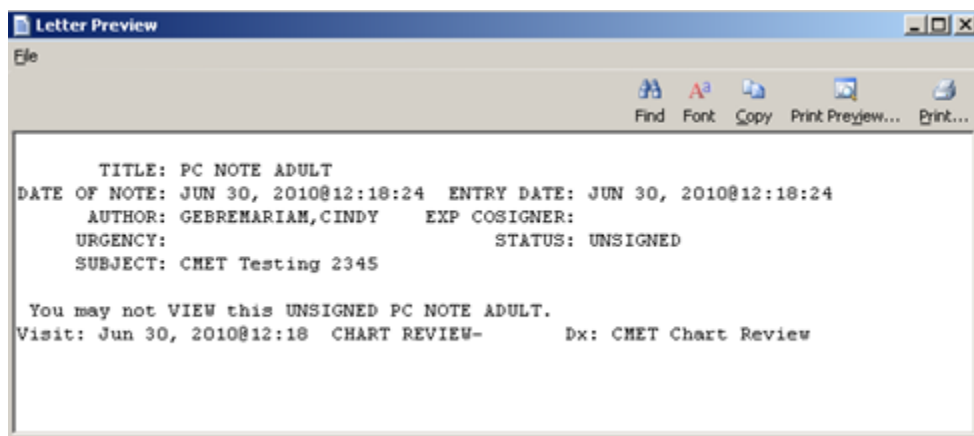 Letter Preview
File
Find Font Copy Print Preview... Print...
TITLE: PC NOTE ADULT
DATE OF NOTE: JUN 30, 2010@12:18:24 ENTRY DATE: JUN 30, 2010@12:18:24
AUTHOR: GEBREMARIAM,CINDY EXP COSIGNER:
URGENCY: STATUS: UNSIGNED
SUBJECT: CMET Testing 2345
You may not VIEW this UNSIGNED PC NOTE ADULT.
Visit: Jun 30, 2010@12:18 CHART REVIEW- Dx: CMET Chart Review